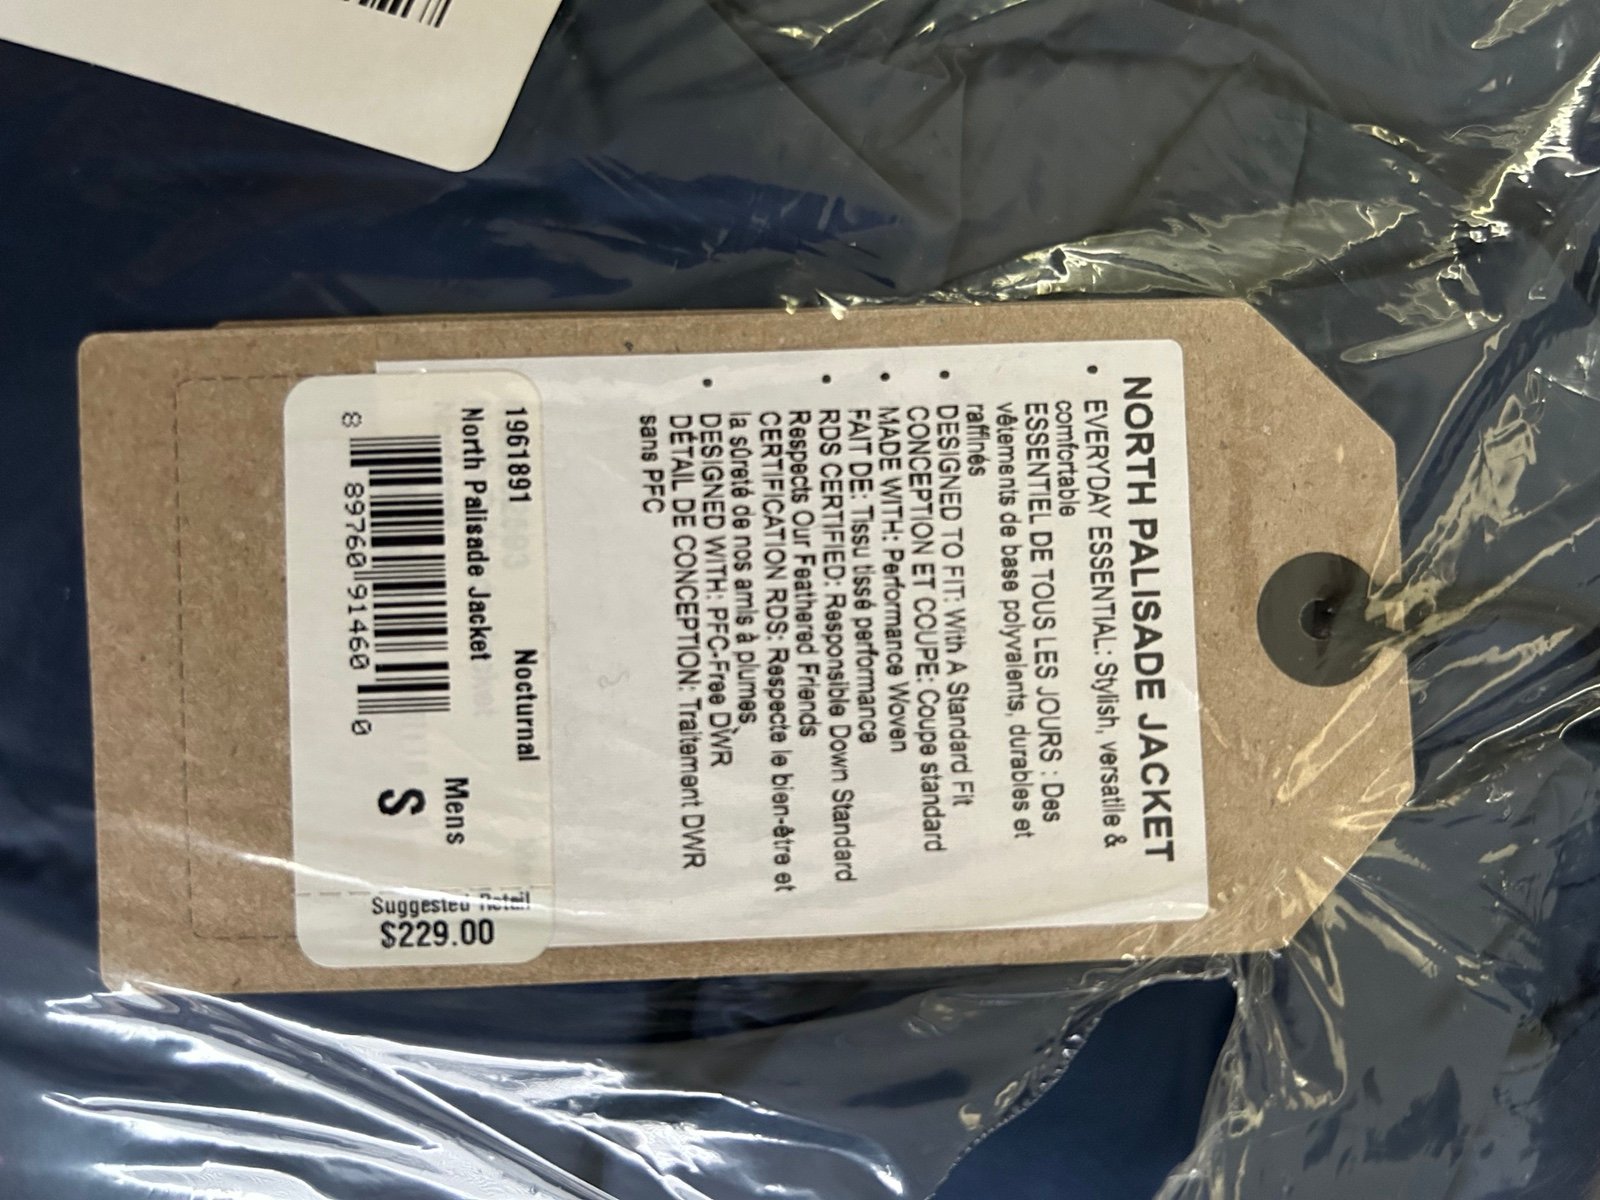 NORTH PALISADE JACKET
• EVERYDAY ESSENTIAL: Stylish, versatile &
comfortable
ESSENTIEL DE TOUS LES JOURS : Des
vêtements de base polyvalents, durables et
raffinés
• DESIGNED TO FIT: With A Standard Fit
CONCEPTION ET COUPE: Coupe standard
• MADE WITH: Performance Woven
FAIT DE: Tissu tissé performance
• RDS CERTIFIED: Responsible Down Standard
Respects Our Feathered Friends
CERTIFICATION RDS: Respecte le bien-être et
la sûreté de nos amis à plumes
• DESIGNED WITH: PFC-Free DWR
DÉTAIL DE CONCEPTION: Traitement DWR
sans PFC
1961891 Nocturnal
North Palisade Jacket Mens
S
8 89760 91460 0
Suggested Retail
$229.00